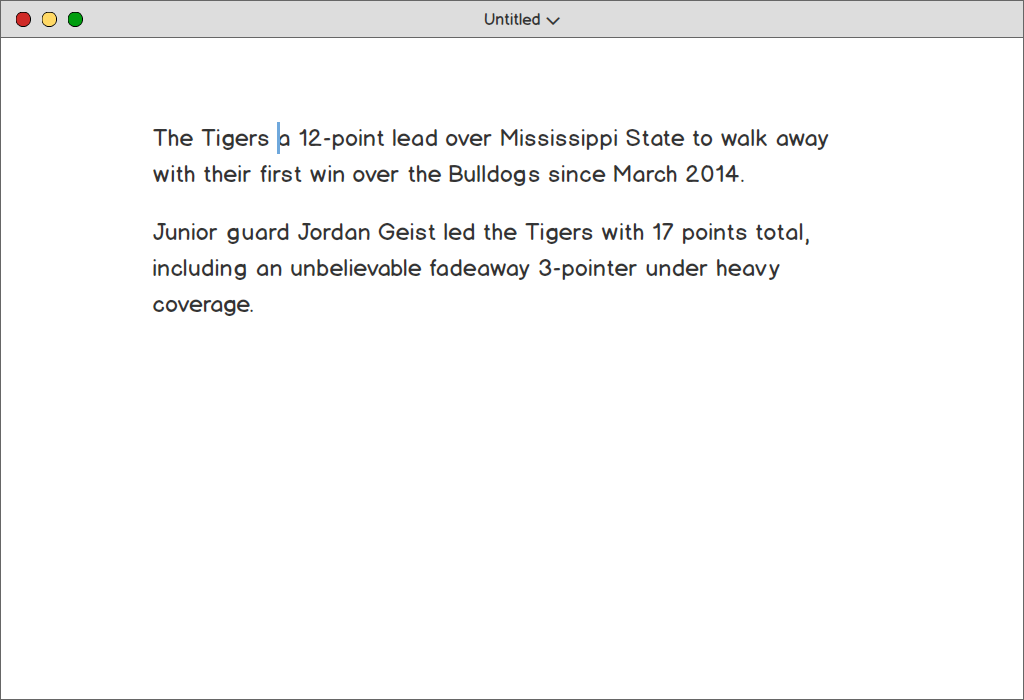 Untitled
The Tigers a 12-point lead over Mississippi State to walk away
with their first win over the Bulldogs since March 2014.
Junior guard Jordan Geist led the Tigers with 17 points total,
including an unbelievable fadeaway 3-pointer under heavy
coverage.